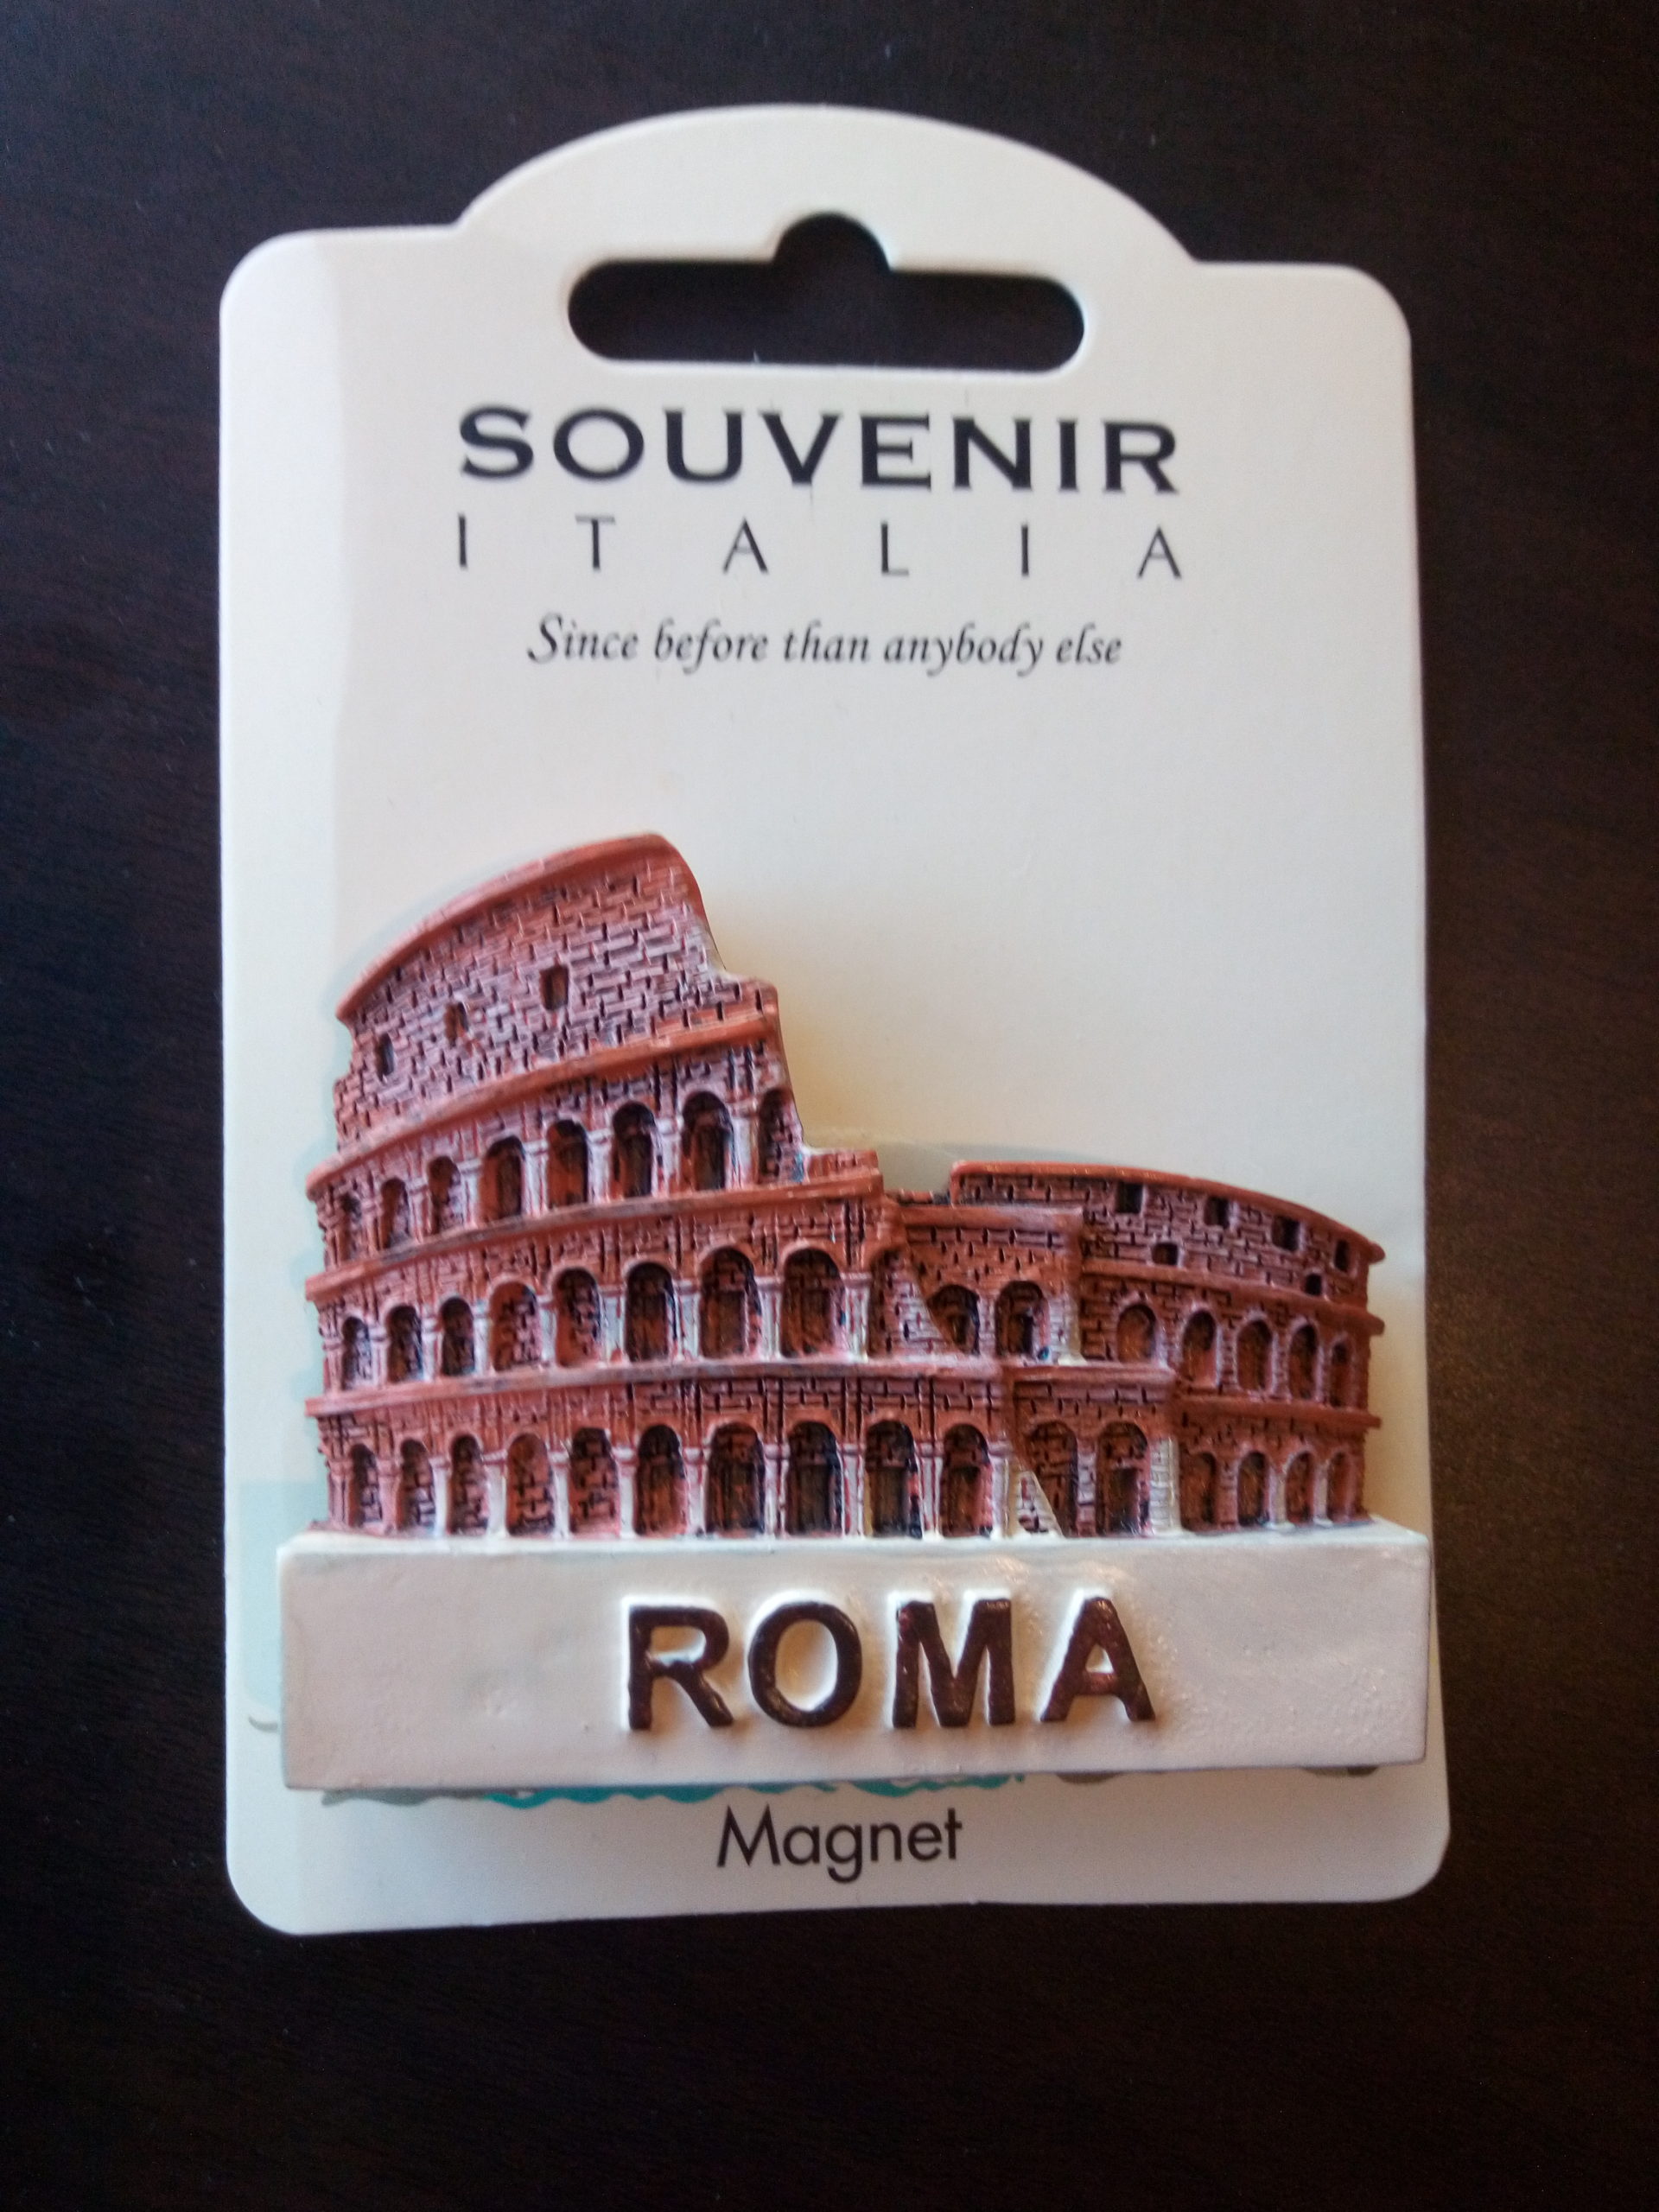 SOUVENIR
ITALIA
Since before than anybody else
ROMA
Magnet